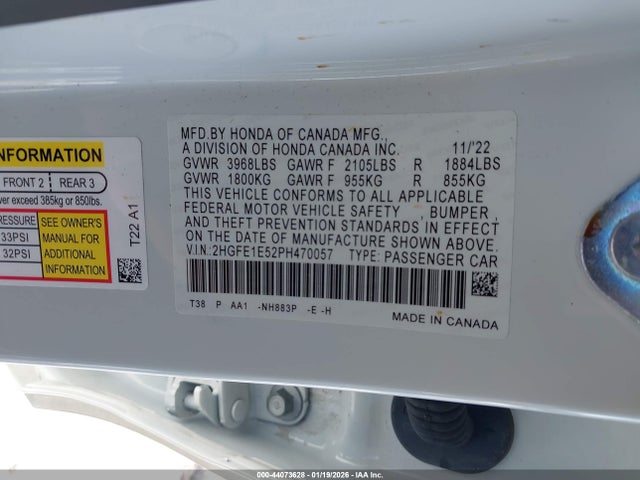 MFD.BY HONDA OF CANADA MFG.,
A DIVISION OF HONDA CANADA INC. 11/'22
GVWR 3968LBS GAWR F 2105LBS R 1884LBS
GVWR 1800KG GAWR F 955KG R 855KG
THIS VEHICLE CONFORMS TO ALL APPLICABLE
FEDERAL MOTOR VEHICLE SAFETY , BUMPER ,
AND THEFT PREVENTION STANDARDS IN EFFECT
ON THE DATE OF MANUFACTURE SHOWN ABOVE.
V.I.N:2HGFE1E52PH470057 TYPE: PASSENGER CAR
T38 P AA1 -NH883P -E -H
MADE IN CANADA
INFORMATION
FRONT 2 REAR 3
exceed 385kg or 850lbs.
PRESSURE SEE OWNER'S
33PSI MANUAL FOR
32PSI ADDITIONAL
INFORMATION
T22 A1
000-44073628 - 01/19/2026 - IAA Inc.